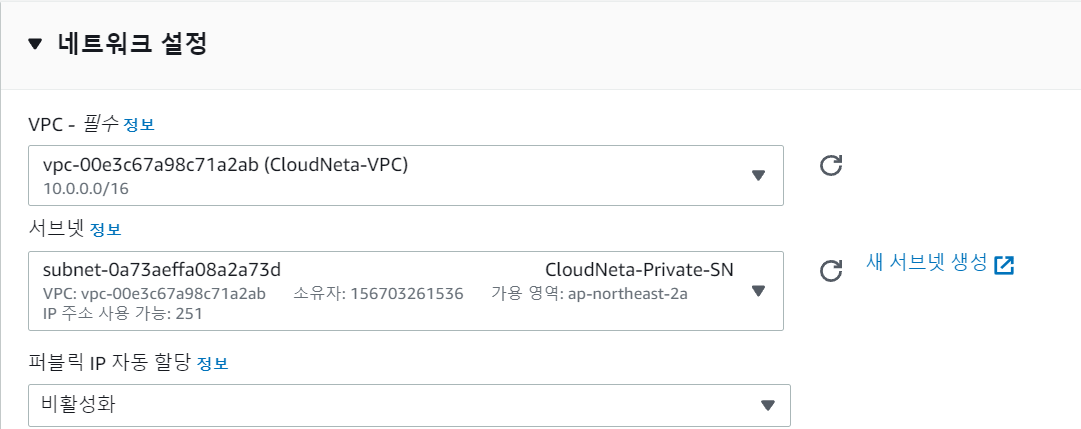 ▼ 네트워크 설정
VPC - 필수 정보
vpc-00e3c67a98c71a2ab (CloudNeta-VPC)
10.0.0.0/16
서브넷 정보
subnet-0a73aeffa08a2a73d CloudNeta-Private-SN
VPC: vpc-00e3c67a98c71a2ab 소유자: 156703261536 가용 영역: ap-northeast-2a
IP 주소 사용 가능: 251
새 서브넷 생성
퍼블릭 IP 자동 할당 정보
비활성화